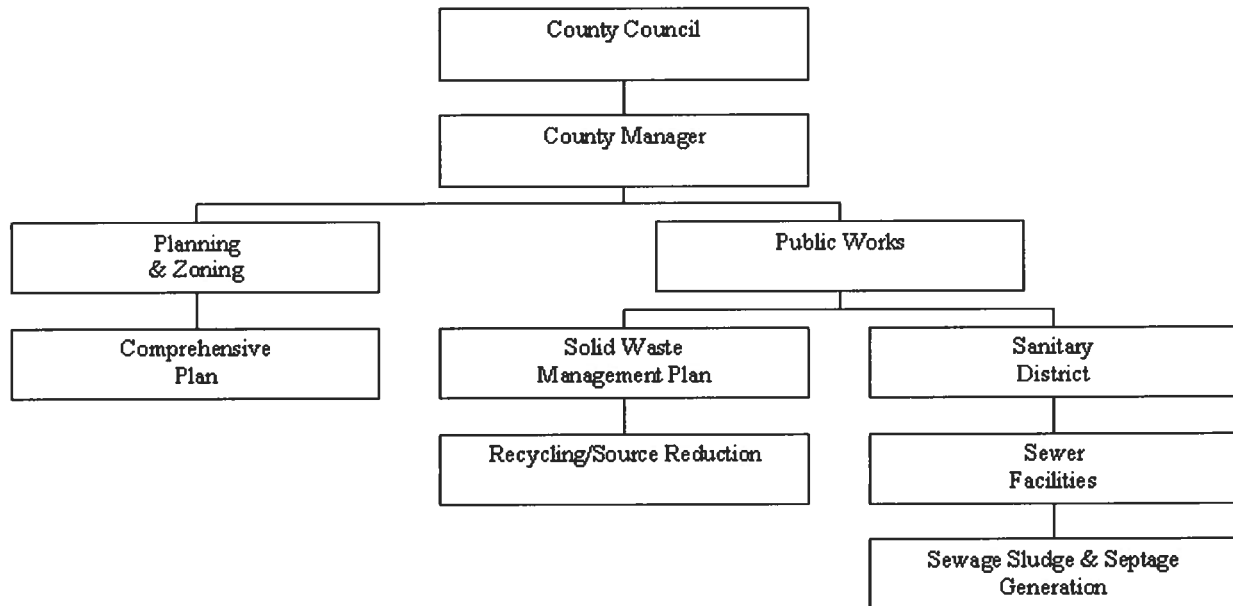 County Council
County Manager
Planning
& Zoning
Public Works
Comprehensive
Plan
Solid Waste
Management Plan
Sanitary
District
Recycling/Source Reduction
Sewer
Facilities
Sewage Sludge & Septage
Generation